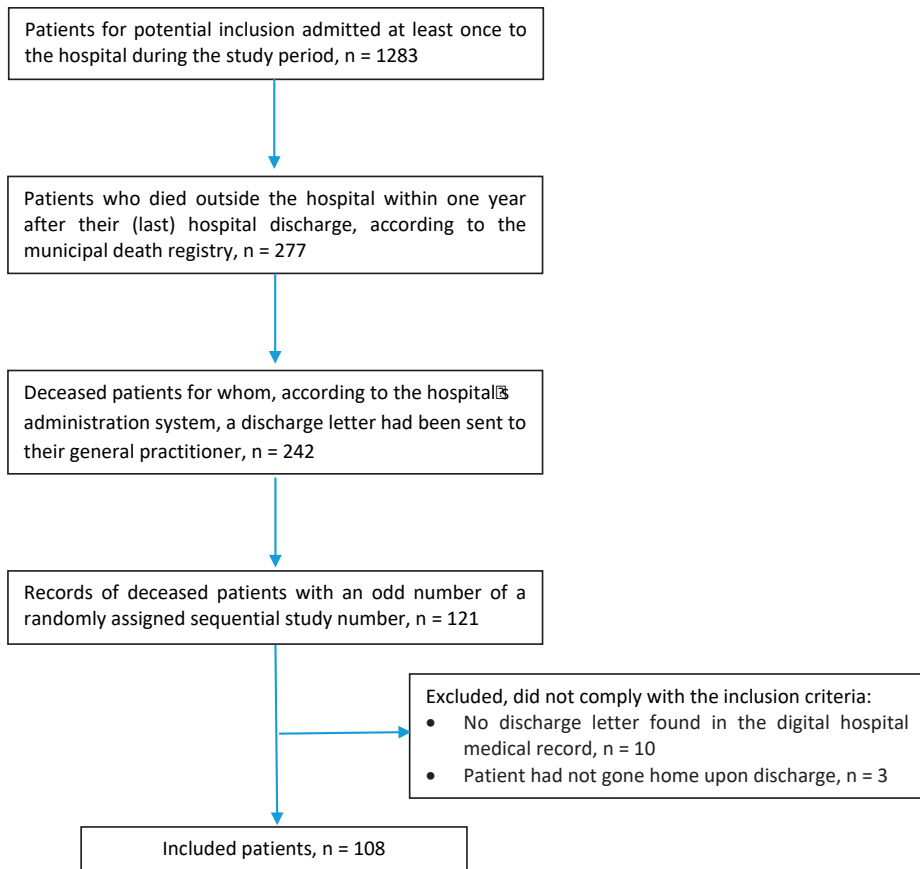 Patients for potential inclusion admitted at least once to
the hospital during the study period, n = 1283
Patients who died outside the hospital within one year
after their (last) hospital discharge, according to the
municipal death registry, n = 277
Deceased patients for whom, according to the hospital
administration system, a discharge letter had been sent to
their general practitioner, n = 242
Records of deceased patients with an odd number of a
randomly assigned sequential study number, n = 121
Excluded, did not comply with the inclusion criteria:
• No discharge letter found in the digital hospital
medical record, n = 10
• Patient had not gone home upon discharge, n = 3
Included patients, n = 108